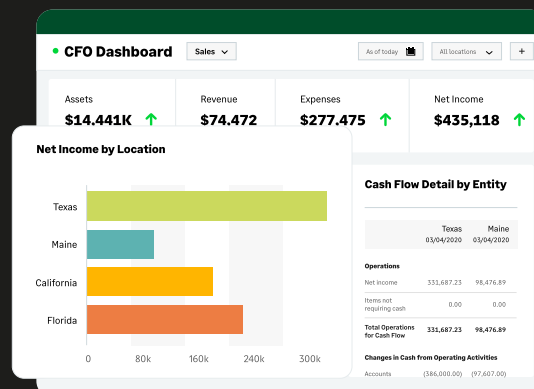 CFO Dashboard
Sales
As of today
All locations
+
Assets
Revenue
Expenses
Net Income
$14,441K
$74,472
$277,475
$435,118
Net Income by Location
Texas
Maine
California
Florida
0 80k 160k 240k 300k
Cash Flow Detail by Entity
Texas Maine
03/04/2020 03/04/2020
Operations
Net income 331,687.23 98,476.89
Items not
requiring cash 0.00 0.00
Total Operations
for Cash Flow 331,687.23 98,476.89
Changes in Cash from Operating Activities
Accounts (386,000.00) (97,607.00)